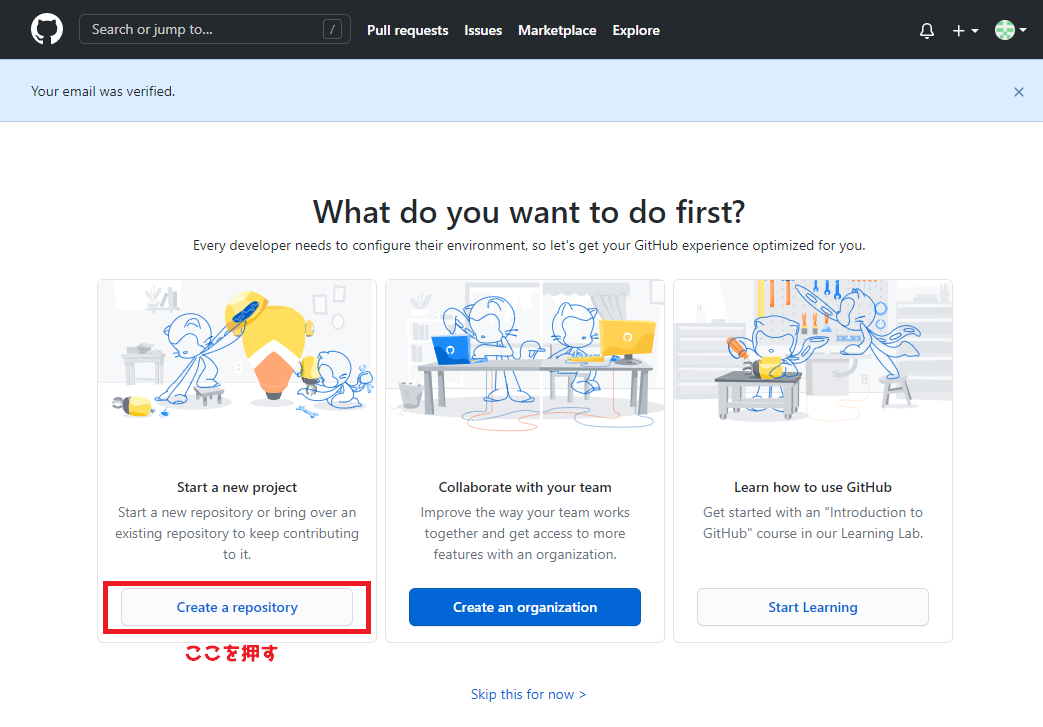 Search or jump to...
/
Pull requests
Issues
Marketplace
Explore
Your email was verified.
What do you want to do first?
Every developer needs to configure their environment, so let's get your GitHub experience optimized for you.
Start a new project
Start a new repository or bring over an
existing repository to keep contributing
to it.
Create a repository
ここを押す
Collaborate with your team
Improve the way your team works
together and get access to more
features with an organization.
Create an organization
Learn how to use GitHub
Get started with an "Introduction to
GitHub" course in our Learning Lab.
Start Learning
Skip this for now >